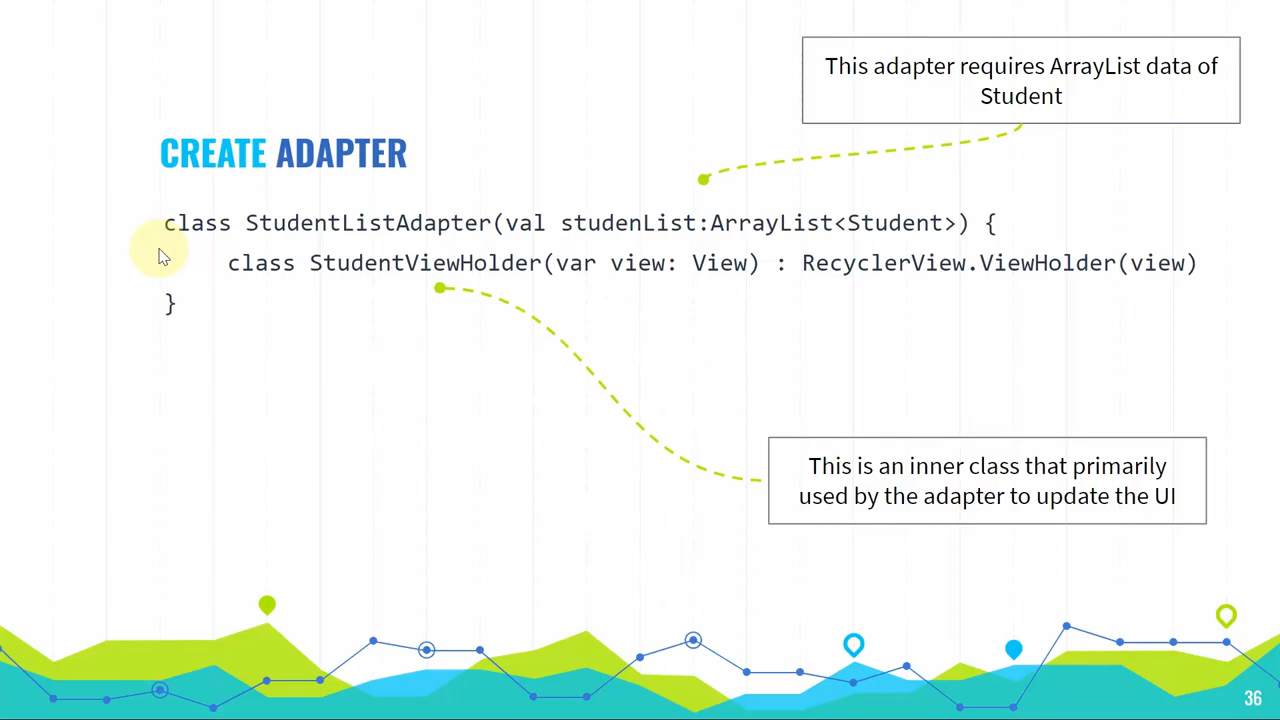 This adapter requires ArrayList data of
Student
CREATE ADAPTER
class StudentListAdapter(val studenList:ArrayList<Student>) {
class StudentViewHolder(var view: View) : RecyclerView.ViewHolder(view)
}
This is an inner class that primarily
used by the adapter to update the UI
36